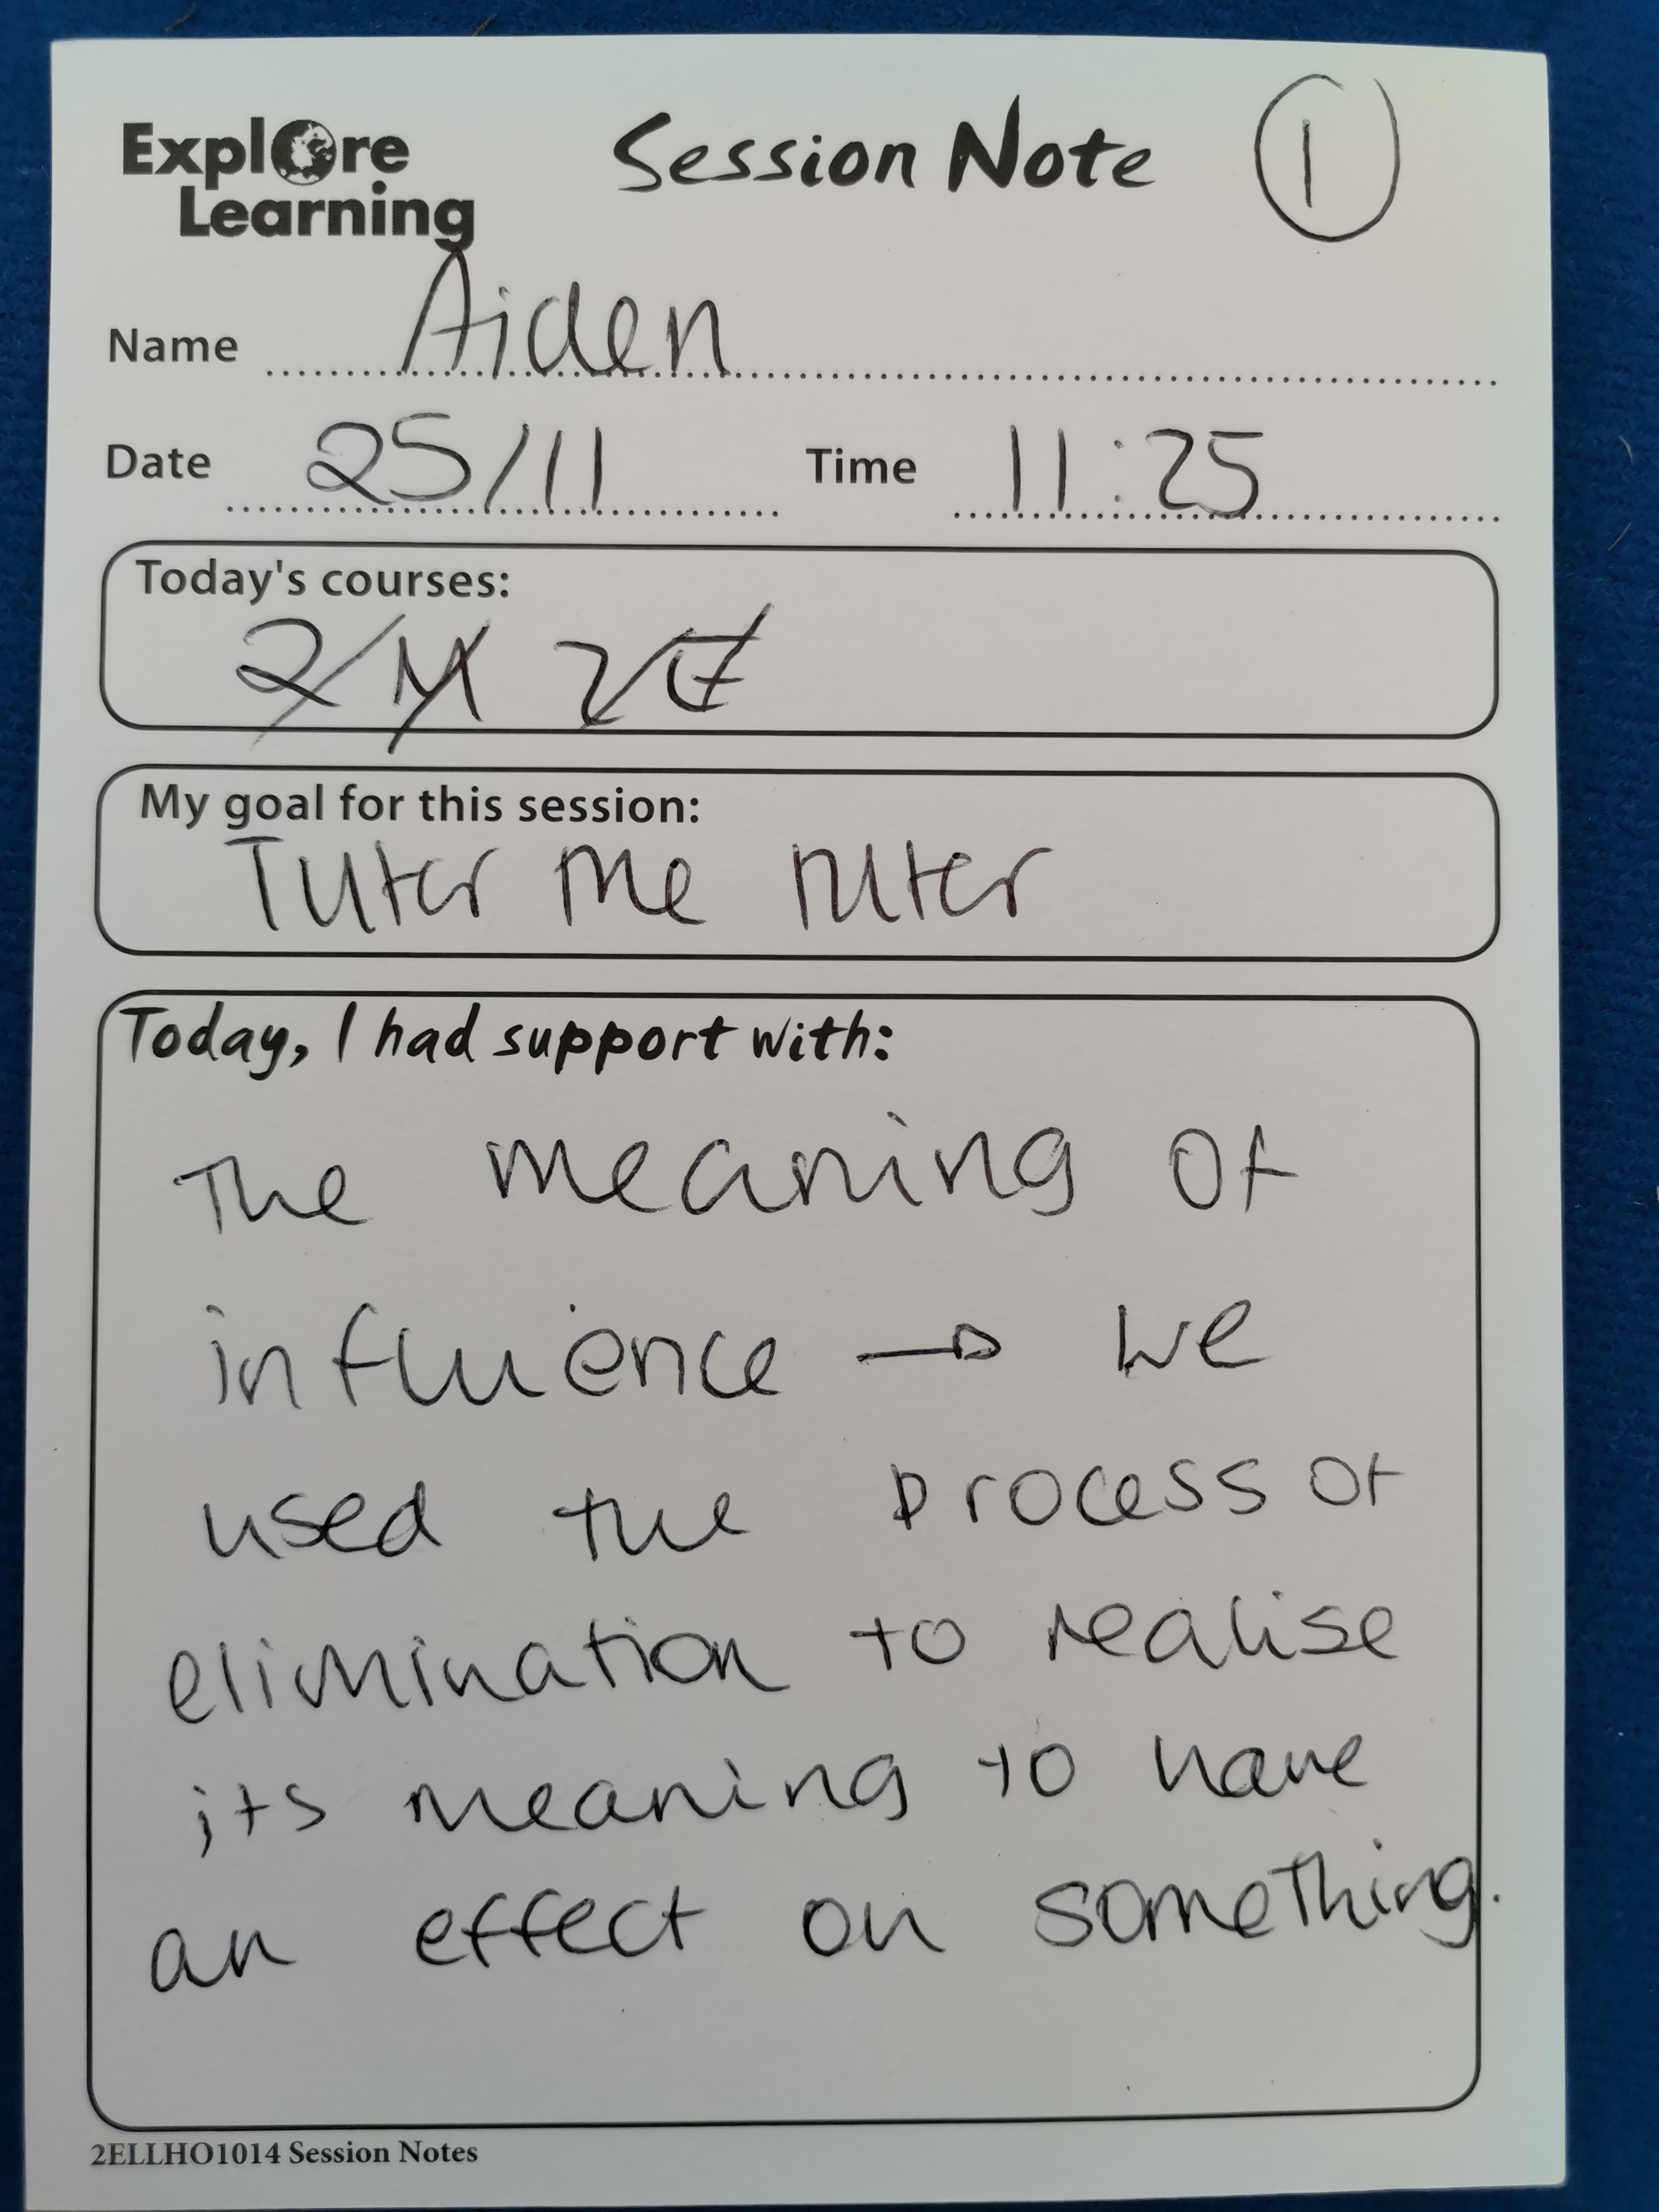 Explore
Learning
Session Note 1
Name Aiden
Date 25/11 Time 11:25
Today's courses:
2M 2E
My goal for this session:
Tuter me tuter
Today, I had support with:
The meaning of
influence → we
used the process of
elimination to realise
its meaning to have
an effect on something.
2ELLHO1014 Session Notes